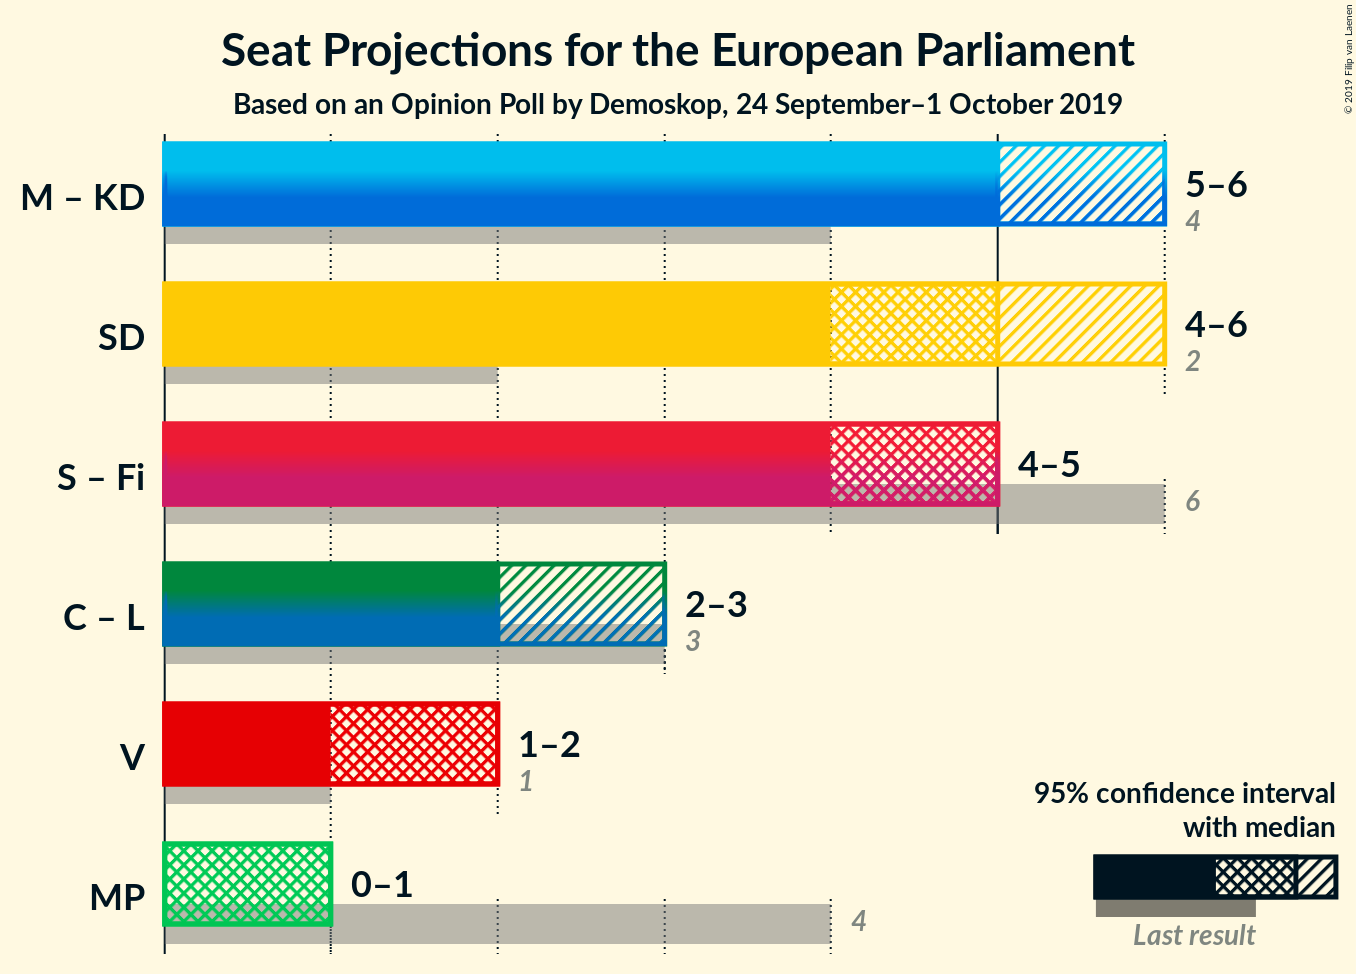 Seat Projections for the European Parliament
Based on an Opinion Poll by Demoskop, 24 September–1 October 2019
© 2019 Filip van Laenen
M – KD
5–6
4
SD
4–6
2
S – Fi
4–5
6
C – L
2–3
3
V
1–2
1
MP
0–1
4
95% confidence interval
with median
Last result